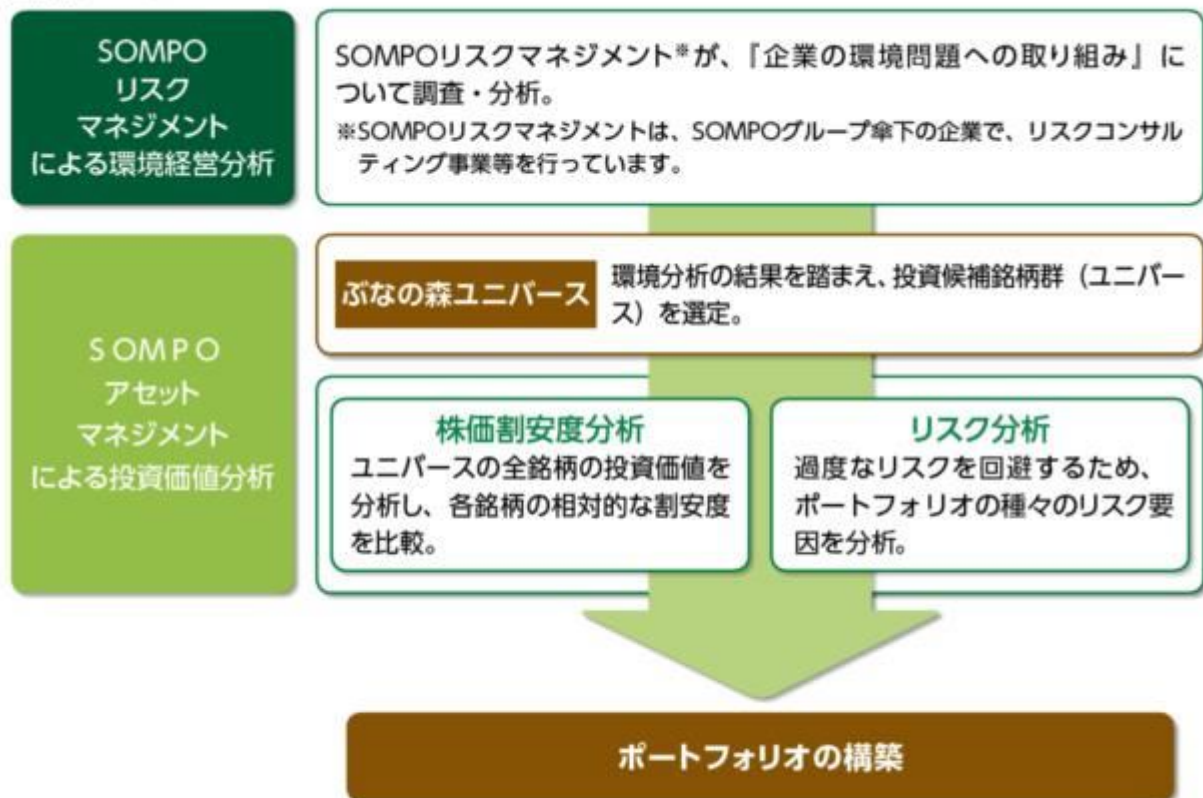 SOMPO
リスク
マネジメント
による環境経営分析
SOMPOリスクマネジメント※が、『企業の環境問題への取り組み』に
ついて調査・分析。
※SOMPOリスクマネジメントは、SOMPOグループ傘下の企業で、リスクコンサル
ティング事業等を行っています。
SOMPO
アセット
マネジメント
による投資価値分析
ぶなの森ユニバース
環境分析の結果を踏まえ、投資候補銘柄群（ユニバー
ス）を選定。
株価割安度分析
ユニバースの全銘柄の投資価値を
分析し、各銘柄の相対的な割安度
を比較。
リスク分析
過度なリスクを回避するため、
ポートフォリオの種々のリスク要
因を分析。
ポートフォリオの構築